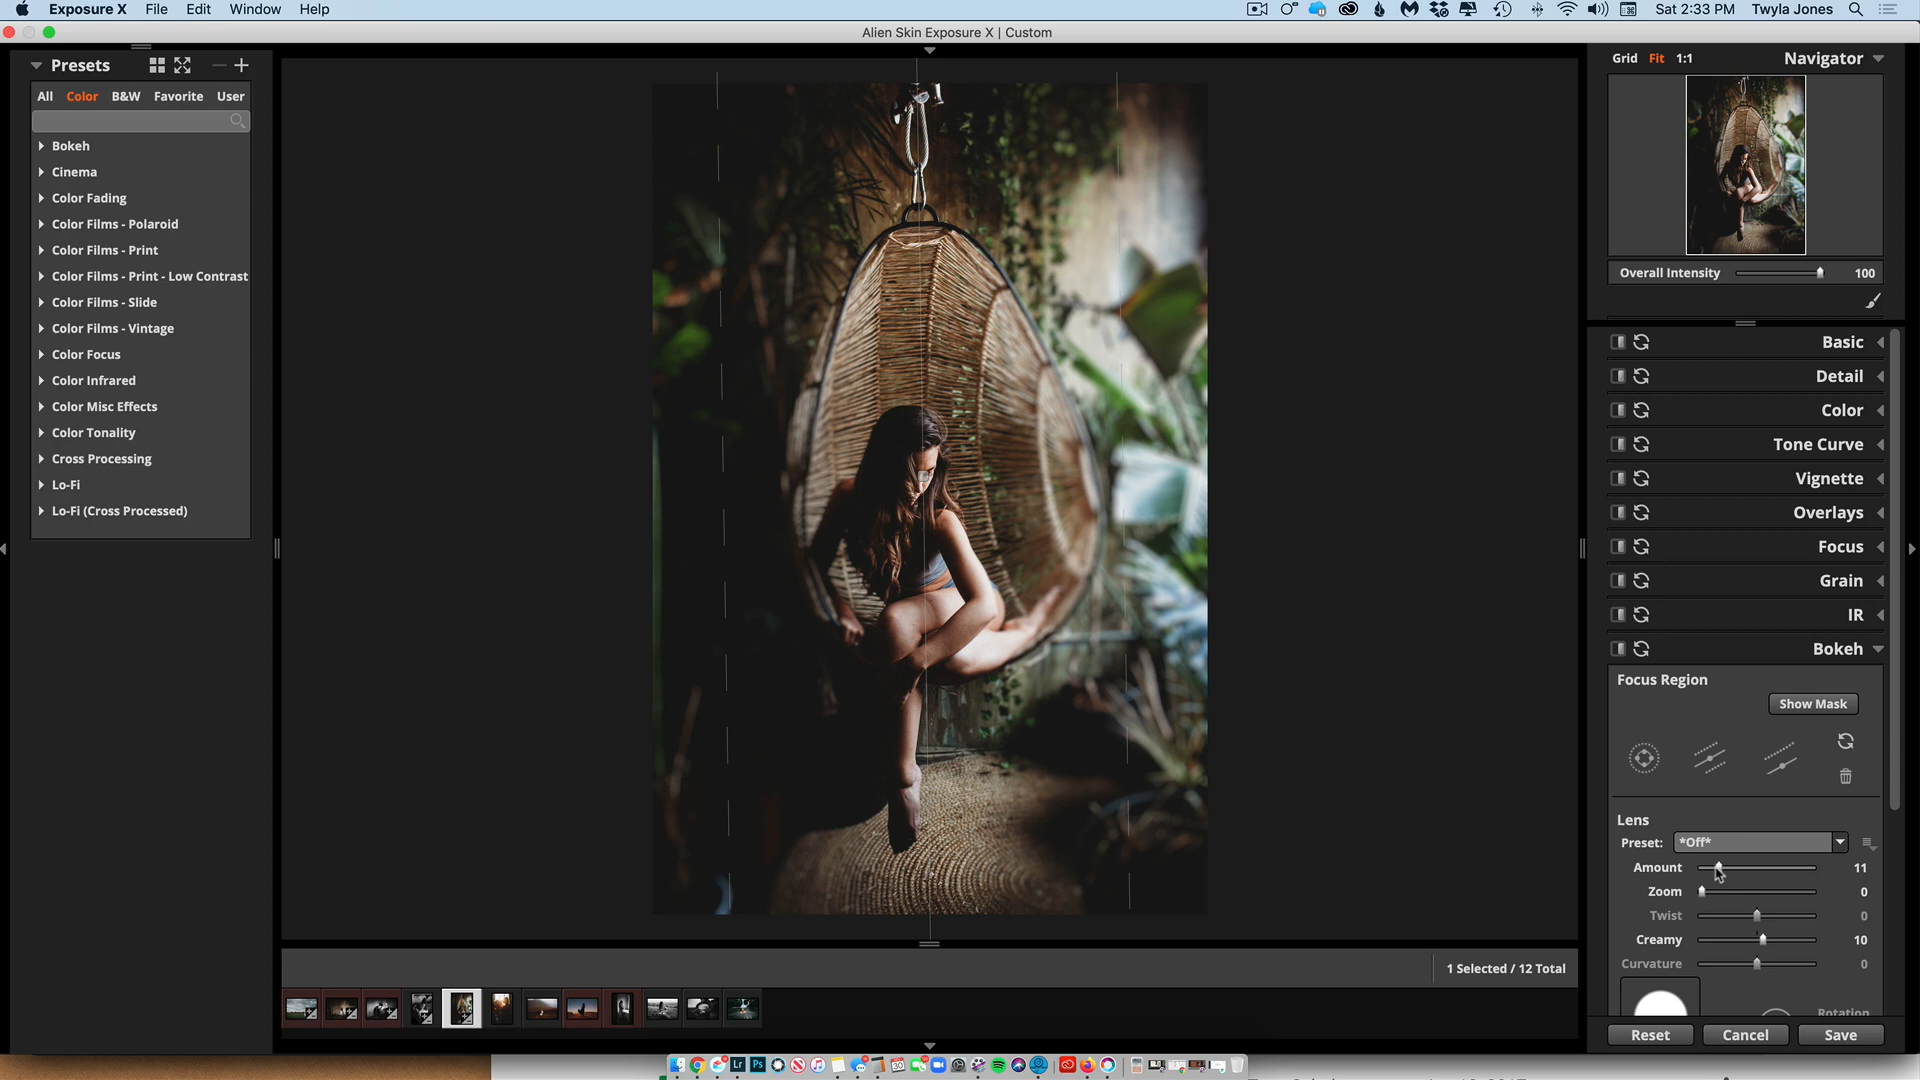 Exposure X File Edit Window Help
Sat 2:33 PM Twyla Jones
Alien Skin Exposure X | Custom
Presets
All Color B&W Favorite User
Bokeh
Cinema
Color Fading
Color Films - Polaroid
Color Films - Print
Color Films - Print - Low Contrast
Color Films - Slide
Color Films - Vintage
Color Focus
Color Infrared
Color Misc Effects
Color Tonality
Cross Processing
Lo-Fi
Lo-Fi (Cross Processed)
Grid Fit 1:1 Navigator
Overall Intensity 100
Basic
Detail
Color
Tone Curve
Vignette
Overlays
Focus
Grain
IR
Bokeh
Focus Region
Show Mask
Lens
Preset: *Off*
Amount 11
Zoom 0
Twist 0
Creamy 10
Curvature 0
Rotation
Reset Cancel Save
1 Selected / 12 Total
Lr Ps